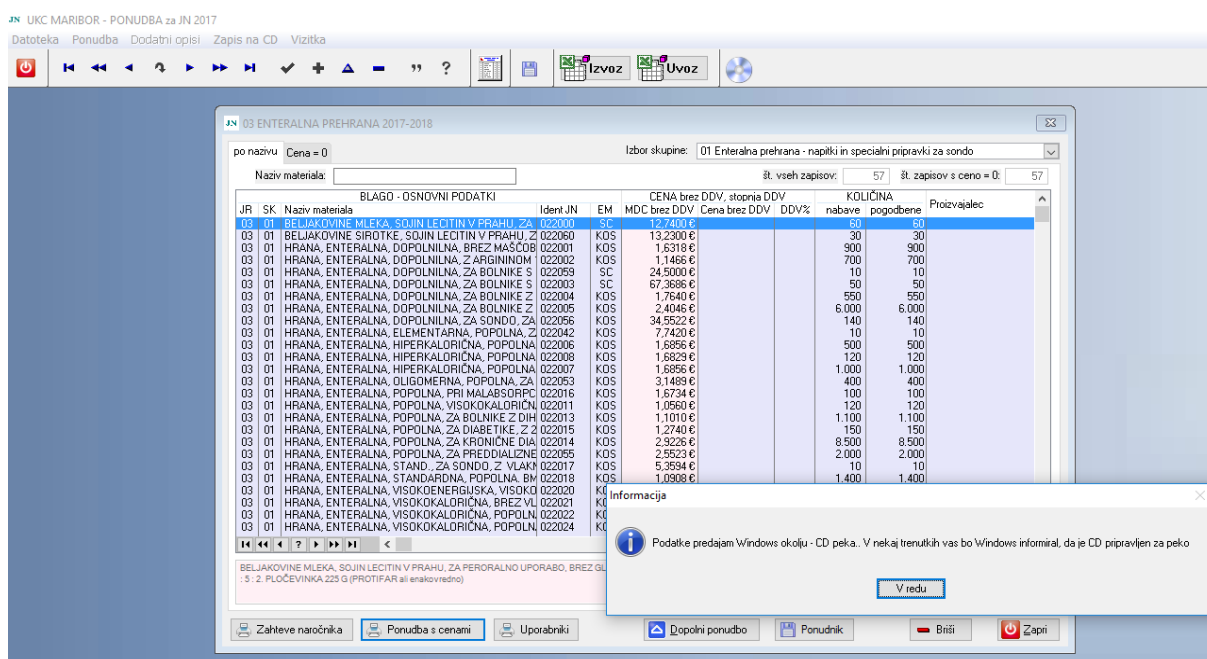 JN UKC MARIBOR - PONUDBA za JN 2017
Datoteka Ponudba Dodatni opisi Zapis na CD Vizitka
Izvoz Uvoz
JN 03 ENTERALNA PREHRANA 2017-2018
po nazivu Cena = 0 Izbor skupine: 01 Enteralna prehrana - napitki in specialni pripravki za sondo
Naziv materiala: št. vseh zapisov: 57 št. zapisov s ceno = 0: 57
BLAGO - OSNOVNI PODATKI CENA brez DDV, stopnja DDV KOLIČINA
JR SK Naziv materiala Ident JN EM MDC brez DDV Cena brez DDV DDV% nabave pogodbene Proizvajalec
03 01 BELJAKOVINE MLEKA, SOJIN LECITIN V PRAHU, ZA 022000 SC 12,7400 € 60 60
03 01 BELJAKOVINE SIROTKE, SOJIN LECITIN V PRAHU, Z 022060 KOS 13,2300 € 30 30
03 01 HRANA, ENTERALNA, DOPOLNILNA, BREZ MAŠČOB 022001 KOS 1,6318 € 900 900
03 01 HRANA, ENTERALNA, DOPOLNILNA, Z ARGININOM 022002 KOS 1,1466 € 700 700
03 01 HRANA, ENTERALNA, DOPOLNILNA, ZA BOLNIKE S 022059 SC 24,5000 € 10 10
03 01 HRANA, ENTERALNA, DOPOLNILNA, ZA BOLNIKE S 022003 SC 67,3686 € 50 50
03 01 HRANA, ENTERALNA, DOPOLNILNA, ZA BOLNIKE Z 022004 KOS 1,7640 € 550 550
03 01 HRANA, ENTERALNA, DOPOLNILNA, ZA BOLNIKE Z 022005 KOS 2,4046 € 6.000 6.000
03 01 HRANA, ENTERALNA, DOPOLNILNA, ZA SONDO, ZA 022056 KOS 34,5522 € 140 140
03 01 HRANA, ENTERALNA, ELEMENTARNA, POPOLNA, Z 022042 KOS 7,7420 € 10 10
03 01 HRANA, ENTERALNA, HIPERKALORIČNA, POPOLNA 022006 KOS 1,6856 € 500 500
03 01 HRANA, ENTERALNA, HIPERKALORIČNA, POPOLNA 022008 KOS 1,6829 € 120 120
03 01 HRANA, ENTERALNA, HIPERKALORIČNA, POPOLNA 022007 KOS 1,6856 € 1.000 1.000
03 01 HRANA, ENTERALNA, OLIGOMERNA, POPOLNA, ZA 022053 KOS 3,1489 € 400 400
03 01 HRANA, ENTERALNA, POPOLNA, PRI MALABSORPC 022016 KOS 1,6734 € 100 100
03 01 HRANA, ENTERALNA, POPOLNA, VISOKOKALORIČN, 022011 KOS 1,0560 € 120 120
03 01 HRANA, ENTERALNA, POPOLNA, ZA BOLNIKE Z DIH 022013 KOS 1,1010 € 1.100 1.100
03 01 HRANA, ENTERALNA, POPOLNA, ZA DIABETIKE, Z 2 022015 KOS 1,2740 € 150 150
03 01 HRANA, ENTERALNA, POPOLNA, ZA KRONIČNE DIA 022014 KOS 2,9226 € 8.500 8.500
03 01 HRANA, ENTERALNA, POPOLNA, ZA PREDDIALIZNE 022055 KOS 2,5523 € 2.000 2.000
03 01 HRANA, ENTERALNA, STAND., ZA SONDO, Z VLAKN 022017 KOS 5,3594 € 10 10
03 01 HRANA, ENTERALNA, STANDARDNA, POPOLNA. BM 022018 KOS 1,0908 € 1.400 1.400
03 01 HRANA, ENTERALNA, VISOKOENERGIJSKA, VISOKO 022020
03 01 HRANA, ENTERALNA, VISOKOKALORIČNA, BREZ VL 022021
03 01 HRANA, ENTERALNA, VISOKOKALORIČNA, POPOLN, 022022
03 01 HRANA, ENTERALNA, VISOKOKALORIČNA, POPOLN, 022024
Informacija
Podatke predajam Windows okolju - CD peka.. V nekaj trenutkih vas bo Windows informiral, da je CD pripravljen za peko
V redu
BELJAKOVINE MLEKA, SOJIN LECITIN V PRAHU, ZA PERORALNO UPORABO, BREZ
: 5 : 2. PLOČEVINKA 225 G (PROTIFAR ali enakovredno)
Zahteve naročnika Ponudba s cenami Uporabniki Dopolni ponudbo Ponudnik Briši Zapri